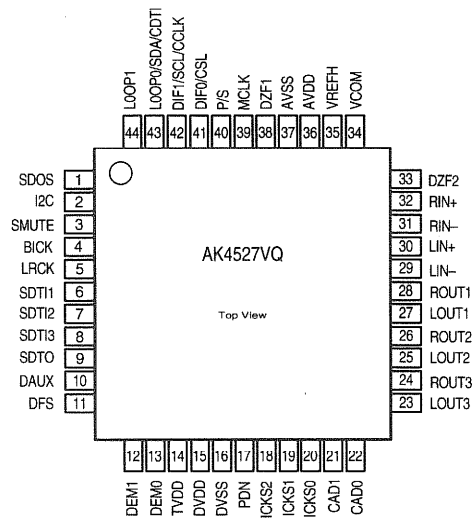 LOOP1
LOOP0/SDA/CDTI
DIF1/SCL/CCLK
DIF0/CSL
P/S
MCLK
DZF1
AVSS
AVDD
VREFH
VCOM
44 43 42 41 40 39 38 37 36 35 34
SDOS 1
I2C 2
SMUTE 3
BICK 4
LRCK 5
SDTI1 6
SDTI2 7
SDTI3 8
SDTO 9
DAUX 10
DFS 11
AK4527VQ
Top View
33 DZF2
32 RIN+
31 RIN−
30 LIN+
29 LIN−
28 ROUT1
27 LOUT1
26 ROUT2
25 LOUT2
24 ROUT3
23 LOUT3
12 13 14 15 16 17 18 19 20 21 22
DEM1
DEM0
TVDD
DVDD
DVSS
PDN
ICKS2
ICKS1
ICKS0
CAD1
CAD0